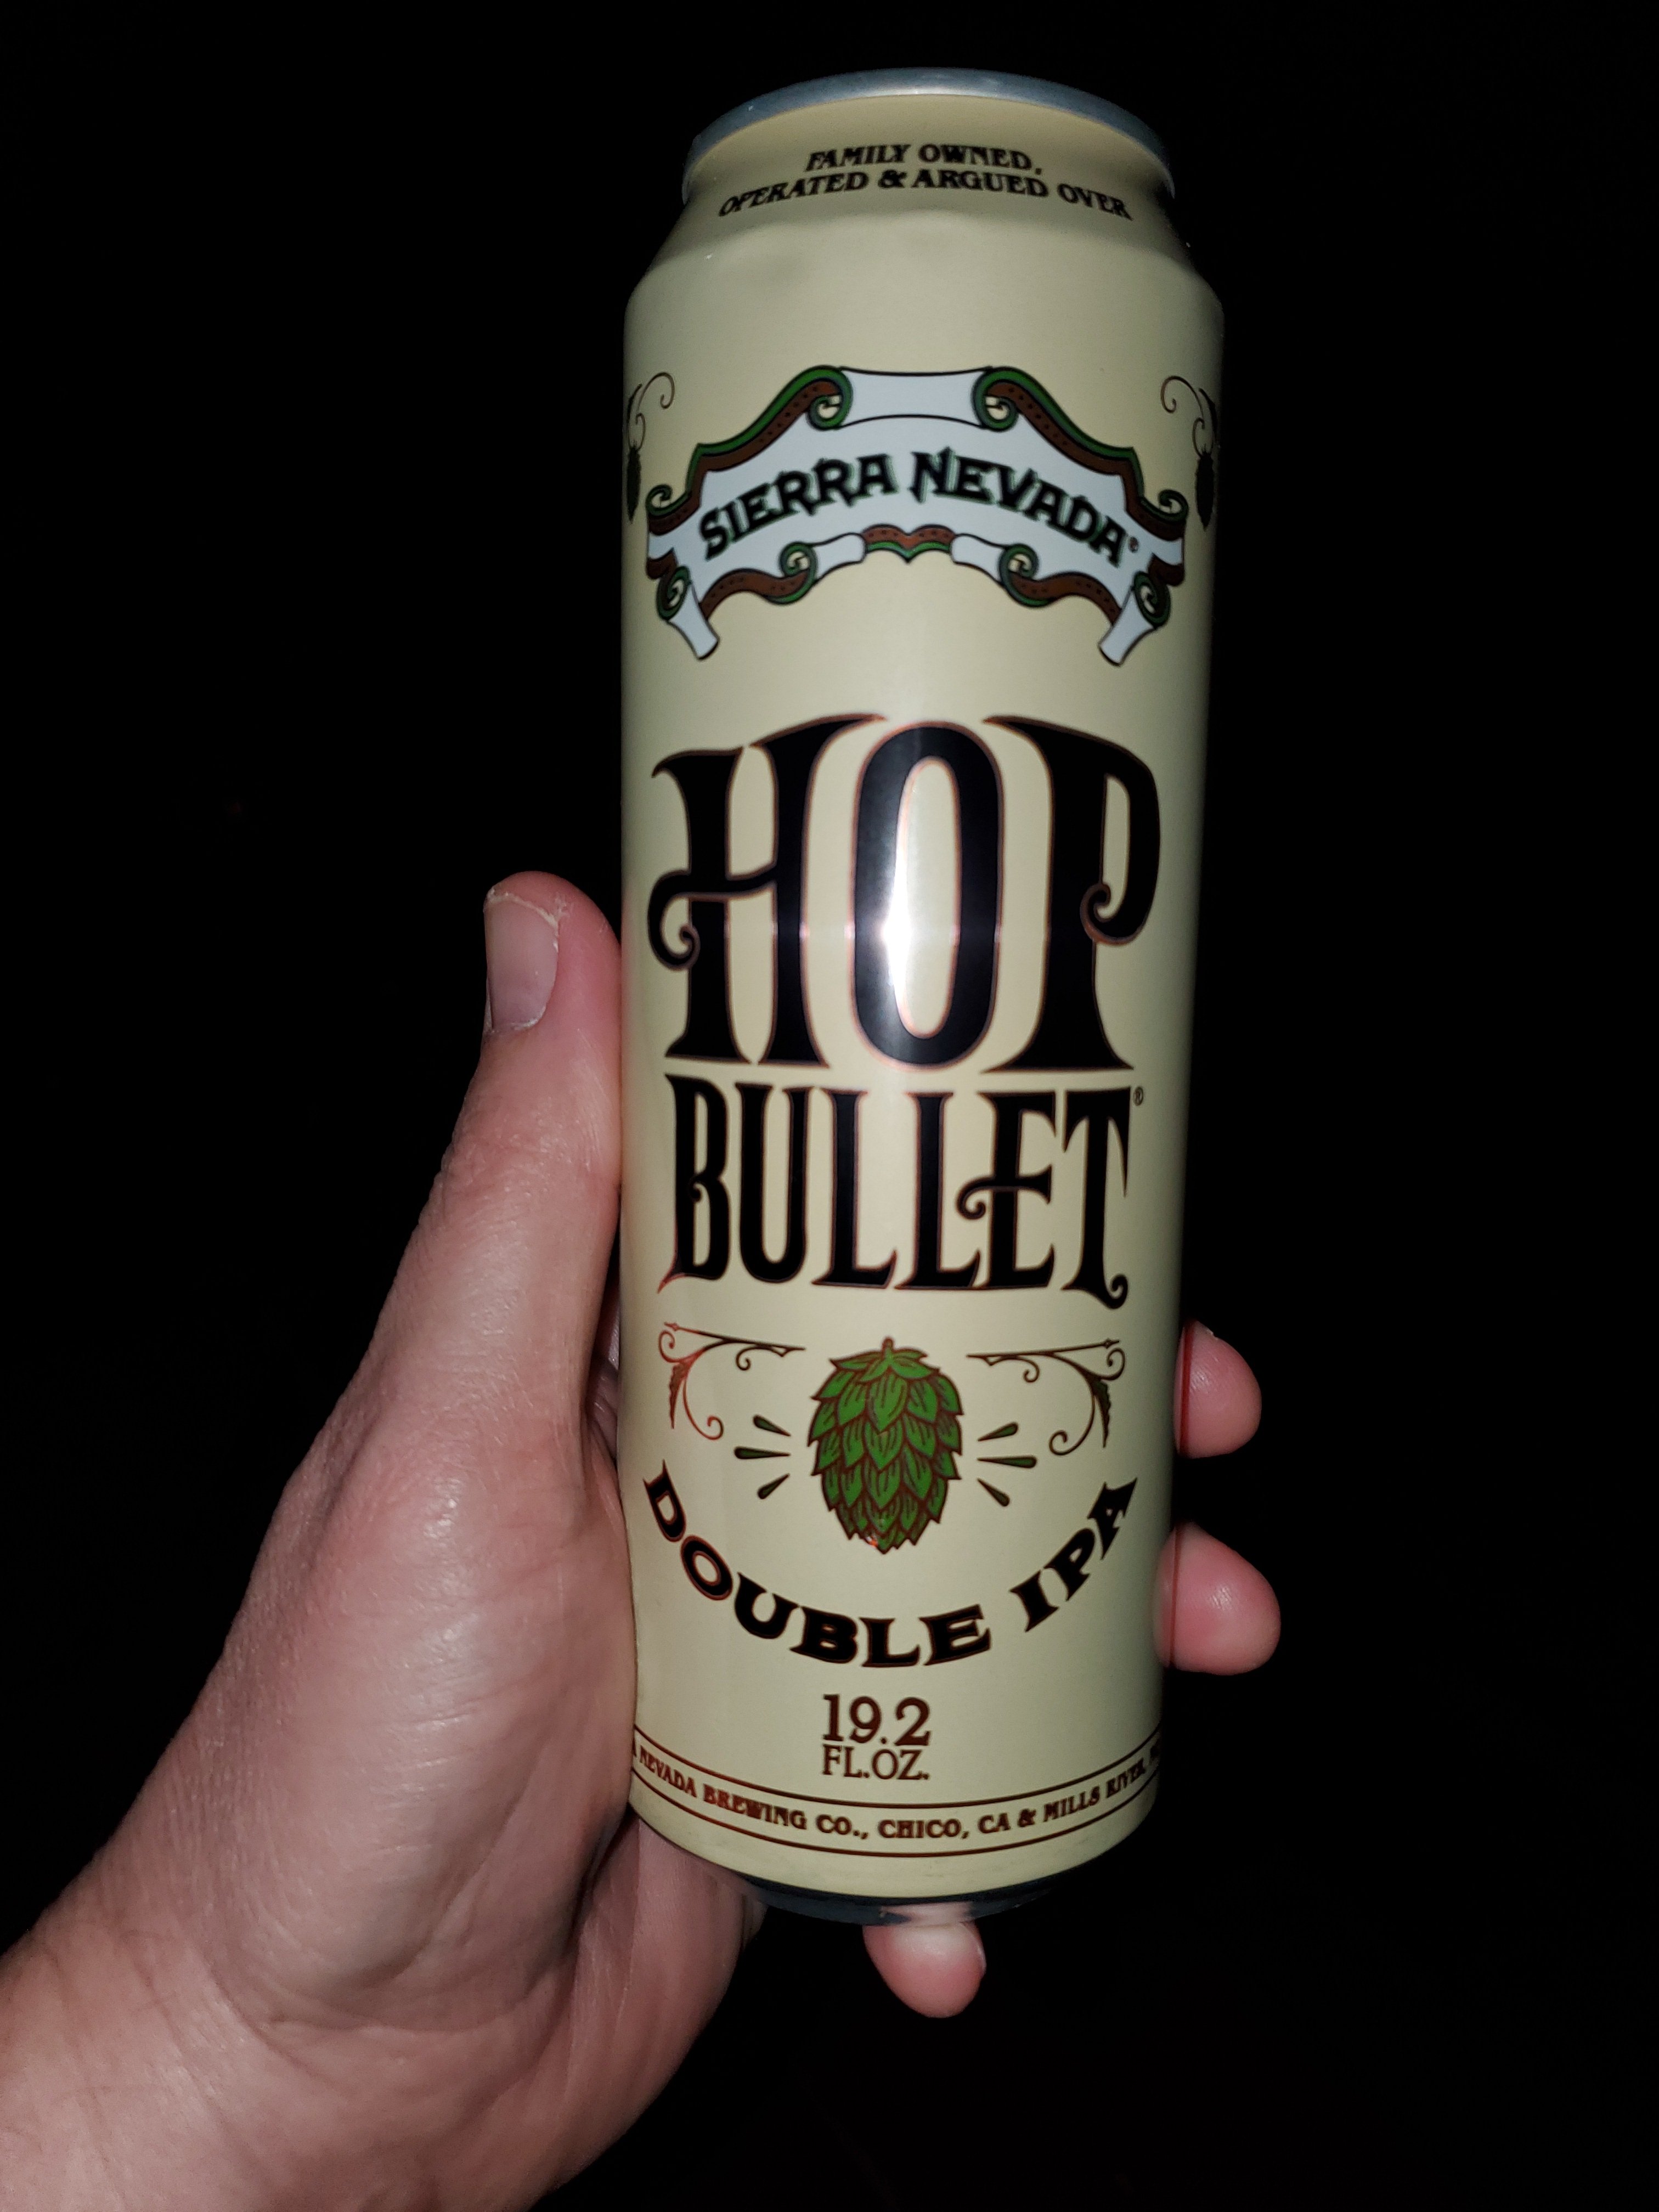 FAMILY OWNED,
OPERATED & ARGUED OVER
SIERRA NEVADA®
HOP
BULLET®
DOUBLE IPA
19.2
FL.OZ.
NEVADA BREWING CO., CHICO, CA & MILLS RIVER,